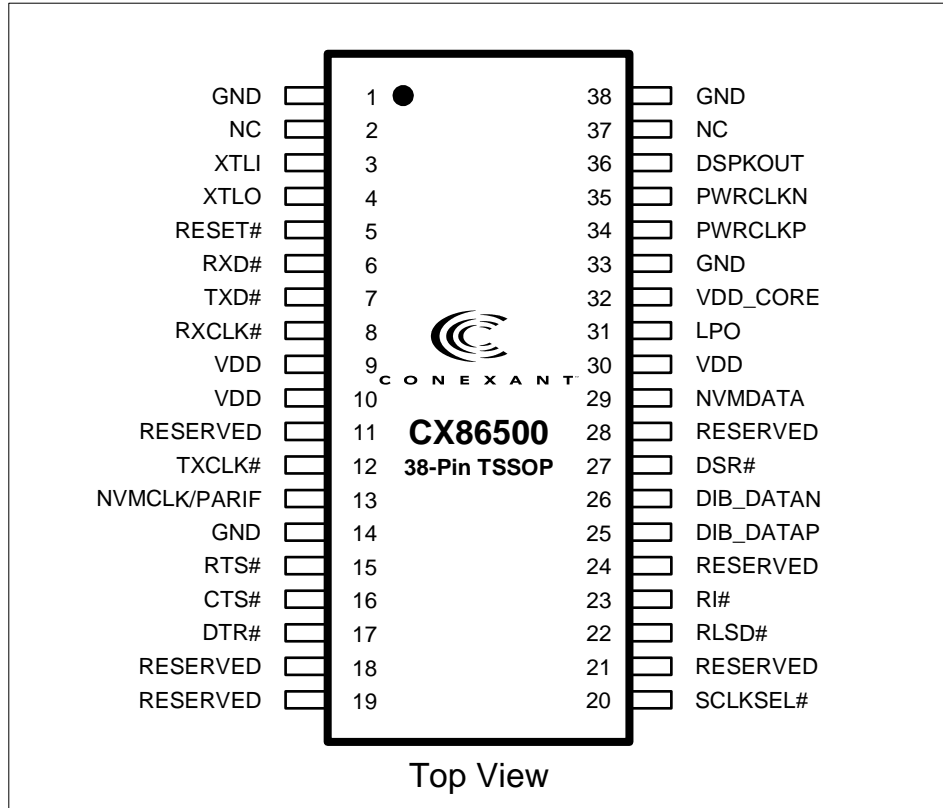 GND 1 38 GND
NC 2 37 NC
XTLI 3 36 DSPKOUT
XTLO 4 35 PWRCLKN
RESET# 5 34 PWRCLKP
RXD# 6 33 GND
TXD# 7 32 VDD_CORE
RXCLK# 8 31 LPO
VDD 9 30 VDD
CONEXANT™
VDD 10 29 NVMDATA
RESERVED 11 CX86500 28 RESERVED
TXCLK# 12 38-Pin TSSOP 27 DSR#
NVMCLK/PARIF 13 26 DIB_DATAN
GND 14 25 DIB_DATAP
RTS# 15 24 RESERVED
CTS# 16 23 RI#
DTR# 17 22 RLSD#
RESERVED 18 21 RESERVED
RESERVED 19 20 SCLKSEL#
Top View